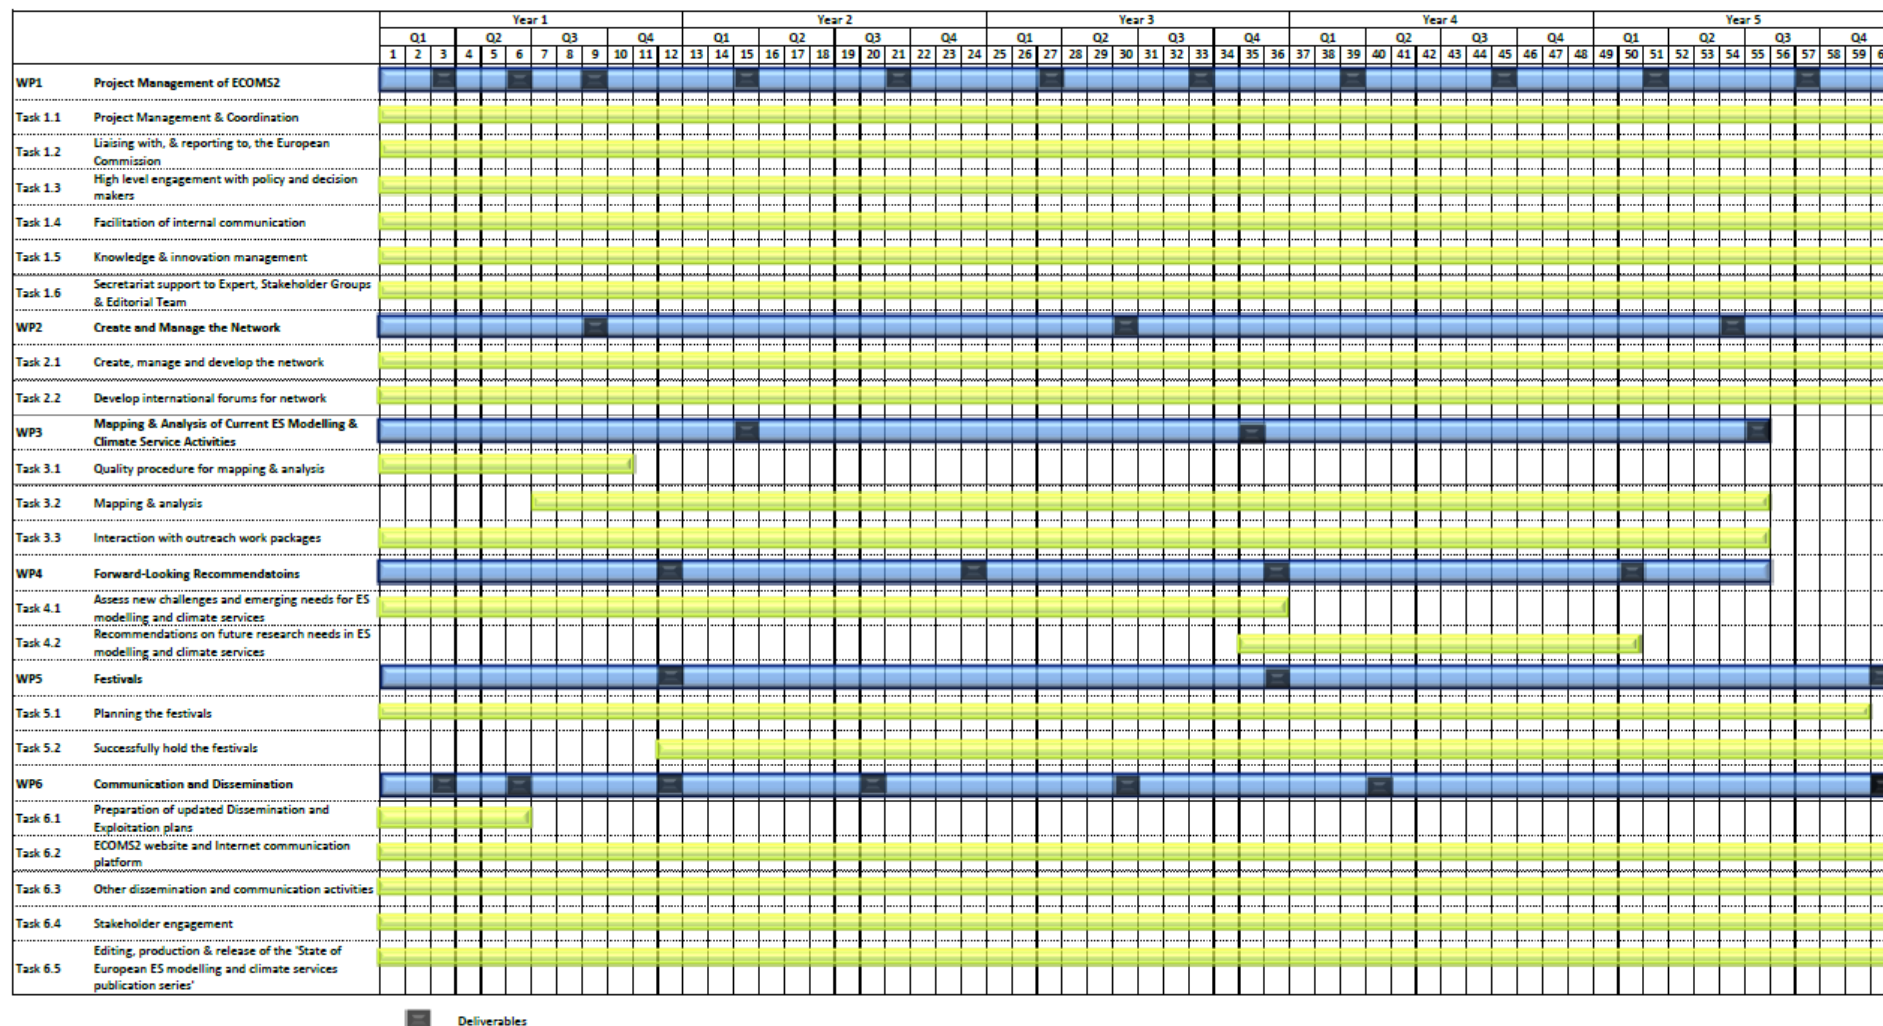 Year 1 Year 2 Year 3 Year 4 Year 5
Q1 Q2 Q3 Q4 Q1 Q2 Q3 Q4 Q1 Q2 Q3 Q4 Q1 Q2 Q3 Q4 Q1 Q2 Q3 Q4
1 2 3 4 5 6 7 8 9 10 11 12 13 14 15 16 17 18 19 20 21 22 23 24 25 26 27 28 29 30 31 32 33 34 35 36 37 38 39 40 41 42 43 44 45 46 47 48 49 50 51 52 53 54 55 56 57 58 59 6
WP1 Project Management of ECOMS2
Task 1.1 Project Management & Coordination
Task 1.2 Liaising with, & reporting to, the European
Commission
Task 1.3 High level engagement with policy and decision
makers
Task 1.4 Facilitation of internal communication
Task 1.5 Knowledge & innovation management
Task 1.6 Secretariat support to Expert, Stakeholder Groups
& Editorial Team
WP2 Create and Manage the Network
Task 2.1 Create, manage and develop the network
Task 2.2 Develop international forums for network
WP3 Mapping & Analysis of Current ES Modelling &
Climate Service Activities
Task 3.1 Quality procedure for mapping & analysis
Task 3.2 Mapping & analysis
Task 3.3 Interaction with outreach work packages
WP4 Forward-Looking Recommendatoins
Task 4.1 Assess new challenges and emerging needs for ES
modelling and climate services
Task 4.2 Recommendations on future research needs in ES
modelling and climate services
WP5 Festivals
Task 5.1 Planning the festivals
Task 5.2 Successfully hold the festivals
WP6 Communication and Dissemination
Task 6.1 Preparation of updated Dissemination and
Exploitation plans
Task 6.2 ECOMS2 website and Internet communication
platform
Task 6.3 Other dissemination and communication activities
Task 6.4 Stakeholder engagement
Task 6.5 Editing, production & release of the 'State of
European ES modelling and climate services
publication series'
Deliverables